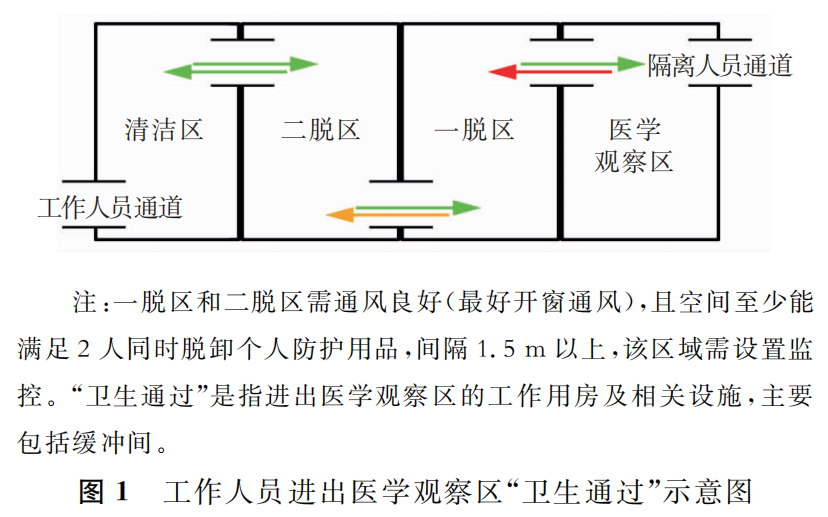 隔离人员通道
清洁区
二脱区
一脱区
医学
观察区
工作人员通道
注:一脱区和二脱区需通风良好(最好开窗通风),且空间至少能
满足2人同时脱卸个人防护用品,间隔1.5 m以上,该区域需设置监
控。“卫生通过”是指进出医学观察区的工作用房及相关设施,主要
包括缓冲间。
图1 工作人员进出医学观察区“卫生通过”示意图